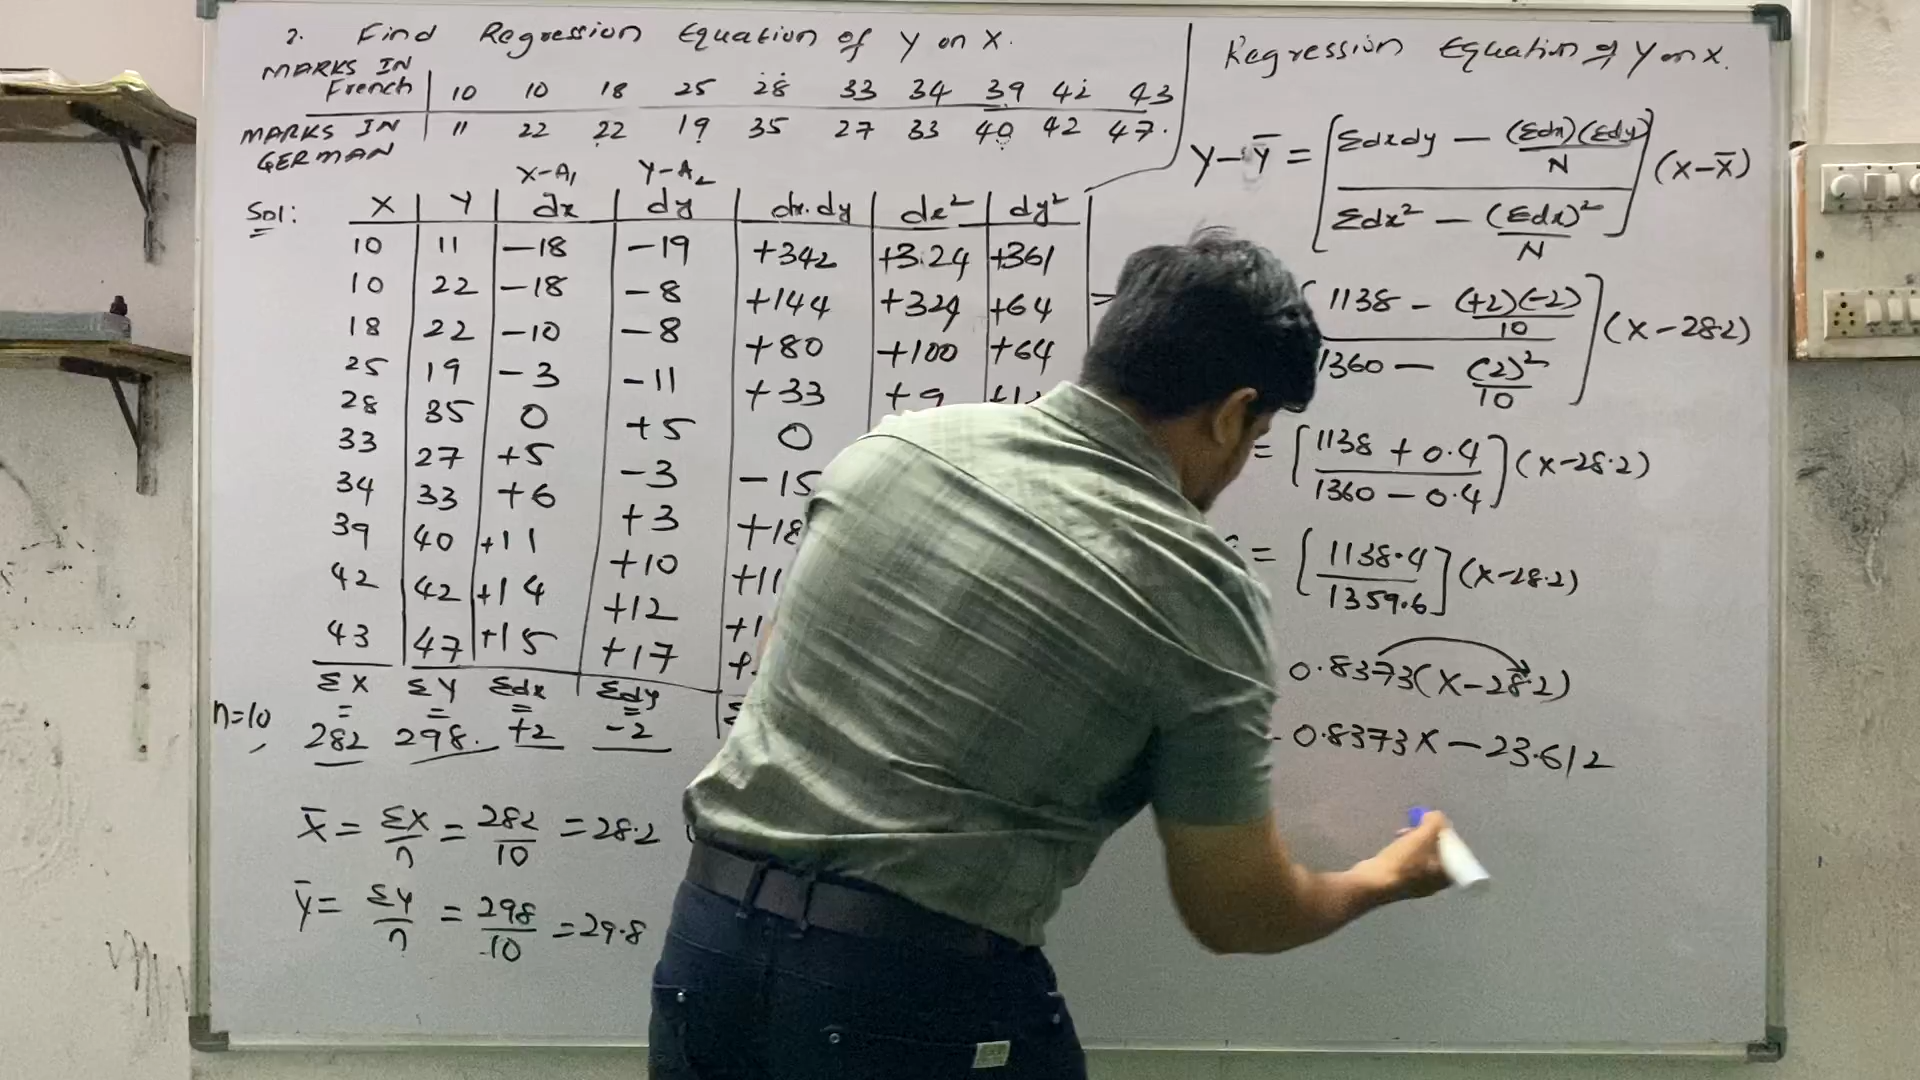 2. Find Regression Equation of Y on X.
MARKS IN French 10 10 18 25 28 33 34 39 42 43
MARKS IN GERMAN 11 22 22 19 35 27 33 40 42 47.
X-A₁ Y-A₂
Sol: X Y dx dy dx.dy dx² dy²
10 11 -18 -19 +342 +3.24 +361
10 22 -18 -8 +144 +324 +64
18 22 -10 -8 +80 +100 +64
25 19 -3 -11 +33 +9
28 35 0 +5 0
33 27 +5 -3 -15
34 33 +6 +3 +18
39 40 +11 +10 +11
42 42 +14 +12 +1
43 47 +15 +17
ΣX ΣY Σdx Σdy
n=10 282 298. +2 -2
X̄ = ΣX/n = 282/10 = 28.2
Ȳ = ΣY/n = 298/10 = 29.8
Regression Equation of Y on X.
Y-Ȳ = [Σdxdy - (Σdx)(Σdy)/N / Σdx² - (Σdx)²/N] (X-X̄)
= 1138 - (+2)(-2)/10 / 1360 - (2)²/10] (X-28.2)
= [1138 + 0.4 / 1360 - 0.4] (X-28.2)
= [1138.4 / 1359.6] (X-28.2)
0.8373(X-28.2)
0.8373X - 23.612